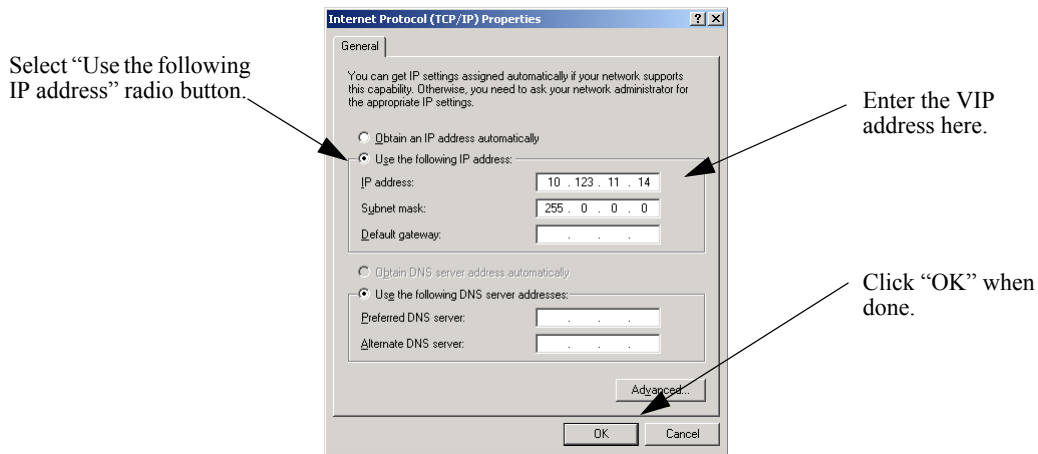 Internet Protocol (TCP/IP) Properties
General
You can get IP settings assigned automatically if your network supports
this capability. Otherwise, you need to ask your network administrator for
the appropriate IP settings.
Select “Use the following
IP address” radio button.
Enter the VIP
address here.
Obtain an IP address automatically
Use the following IP address:
IP address: 10 . 123 . 11 . 14
Subnet mask: 255 . 0 . 0 . 0
Default gateway: . . .
Obtain DNS server address automatically
Use the following DNS server addresses:
Preferred DNS server: . . .
Alternate DNS server: . . .
Click “OK” when
done.
Advanced...
OK Cancel